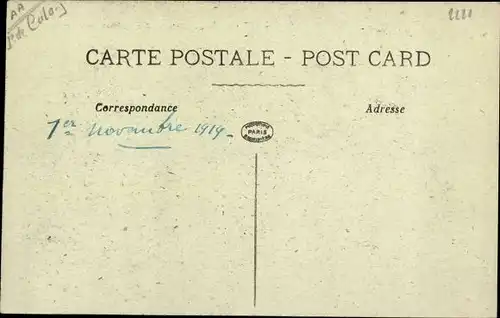 AA
CARTE POSTALE - POST CARD
Correspondance
Adresse
1er novembre 1919-
PARIS